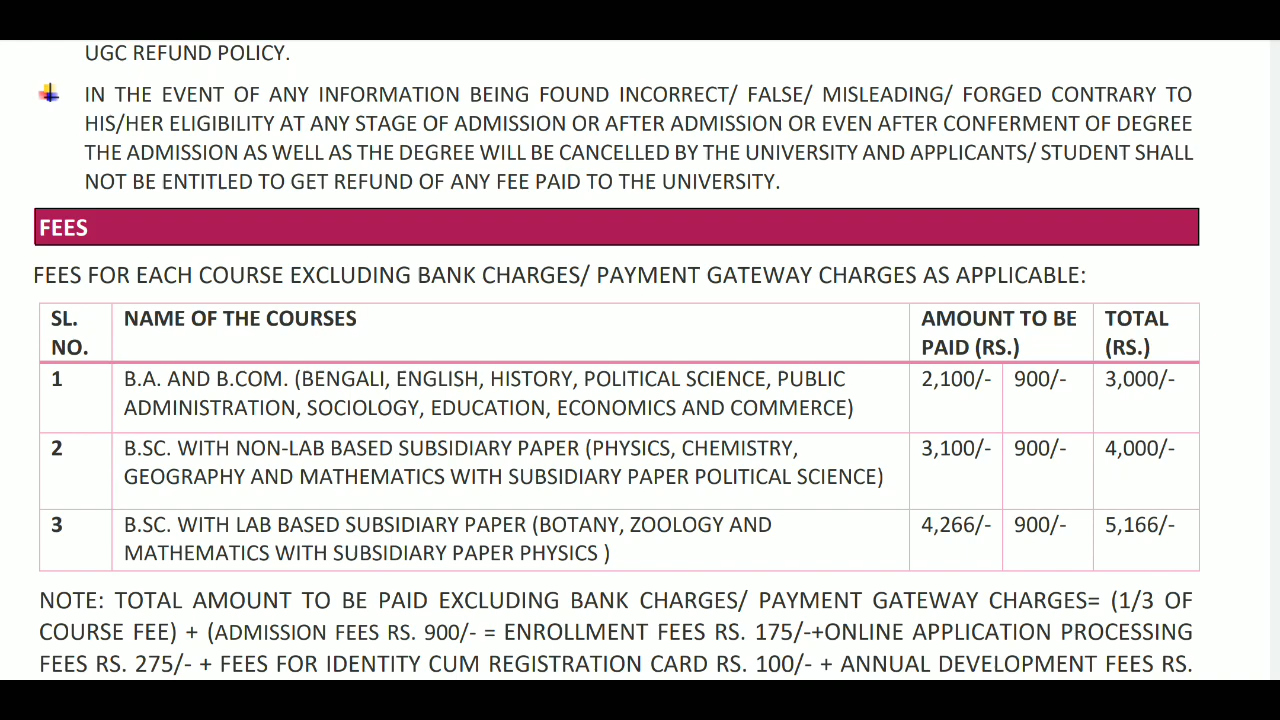 UGC REFUND POLICY.
IN THE EVENT OF ANY INFORMATION BEING FOUND INCORRECT/ FALSE/ MISLEADING/ FORGED CONTRARY TO
HIS/HER ELIGIBILITY AT ANY STAGE OF ADMISSION OR AFTER ADMISSION OR EVEN AFTER CONFERMENT OF DEGREE
THE ADMISSION AS WELL AS THE DEGREE WILL BE CANCELLED BY THE UNIVERSITY AND APPLICANTS/ STUDENT SHALL
NOT BE ENTITLED TO GET REFUND OF ANY FEE PAID TO THE UNIVERSITY.
FEES
FEES FOR EACH COURSE EXCLUDING BANK CHARGES/ PAYMENT GATEWAY CHARGES AS APPLICABLE:
SL. NAME OF THE COURSES AMOUNT TO BE TOTAL
NO. PAID (RS.) (RS.)
1 B.A. AND B.COM. (BENGALI, ENGLISH, HISTORY, POLITICAL SCIENCE, PUBLIC 2,100/- 900/- 3,000/-
ADMINISTRATION, SOCIOLOGY, EDUCATION, ECONOMICS AND COMMERCE)
2 B.SC. WITH NON-LAB BASED SUBSIDIARY PAPER (PHYSICS, CHEMISTRY, 3,100/- 900/- 4,000/-
GEOGRAPHY AND MATHEMATICS WITH SUBSIDIARY PAPER POLITICAL SCIENCE)
3 B.SC. WITH LAB BASED SUBSIDIARY PAPER (BOTANY, ZOOLOGY AND 4,266/- 900/- 5,166/-
MATHEMATICS WITH SUBSIDIARY PAPER PHYSICS )
NOTE: TOTAL AMOUNT TO BE PAID EXCLUDING BANK CHARGES/ PAYMENT GATEWAY CHARGES= (1/3 OF
COURSE FEE) + (ADMISSION FEES RS. 900/- = ENROLLMENT FEES RS. 175/-+ONLINE APPLICATION PROCESSING
FEES RS. 275/- + FEES FOR IDENTITY CUM REGISTRATION CARD RS. 100/- + ANNUAL DEVELOPMENT FEES RS.